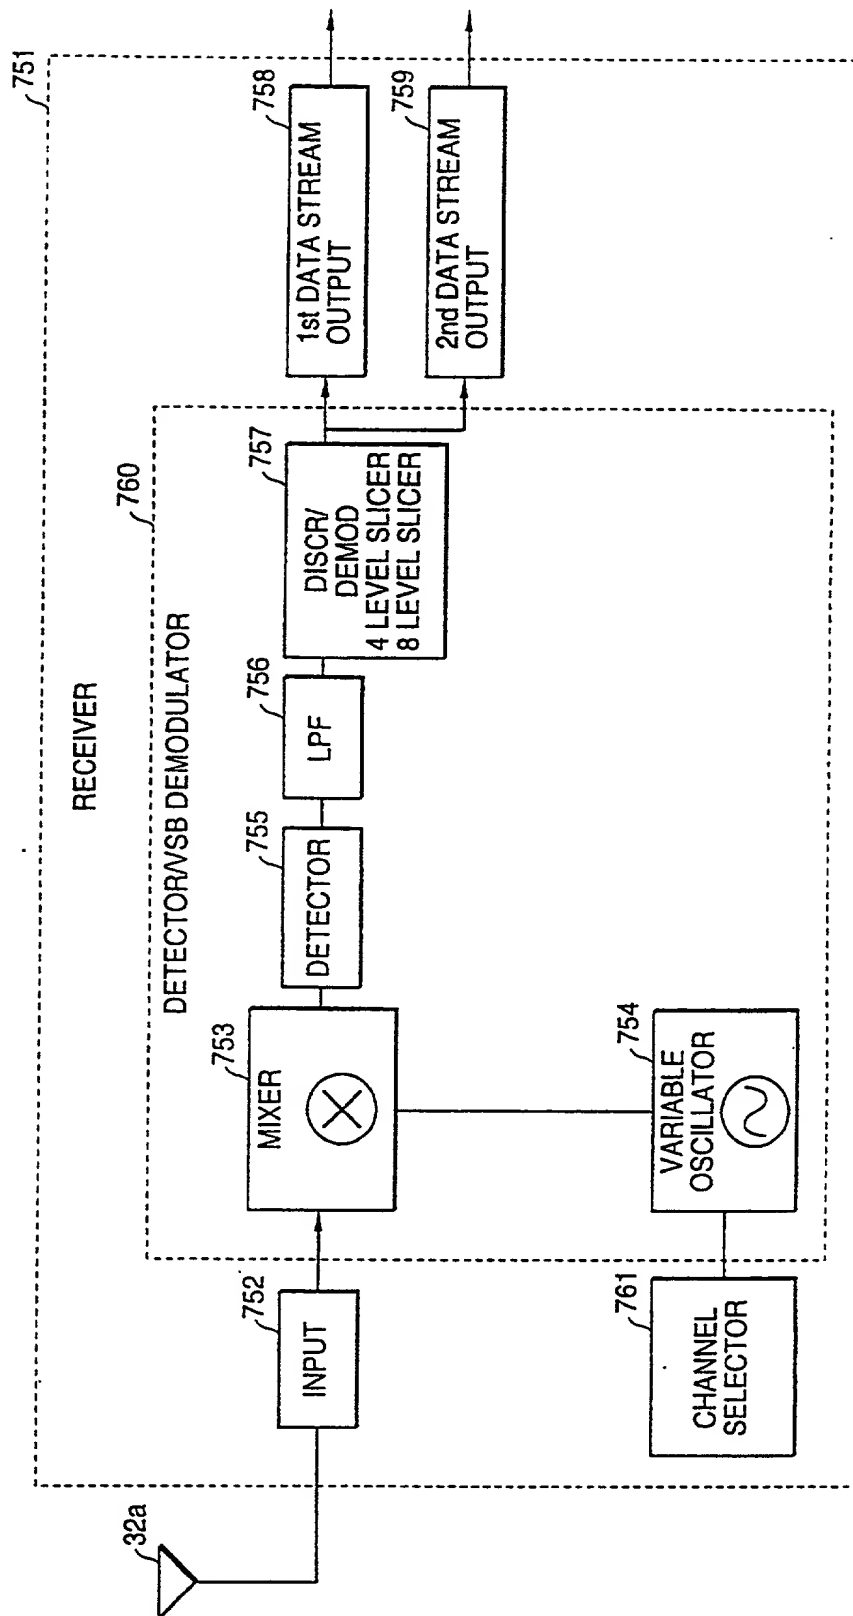 751
RECEIVER
760
DETECTOR/VSB DEMODULATOR
32a
752
INPUT
753
MIXER
755
DETECTOR
756
LPF
757
DISCR/
DEMOD
4 LEVEL SLICER
8 LEVEL SLICER
758
1st DATA STREAM
OUTPUT
759
2nd DATA STREAM
OUTPUT
761
CHANNEL
SELECTOR
754
VARIABLE
OSCILLATOR